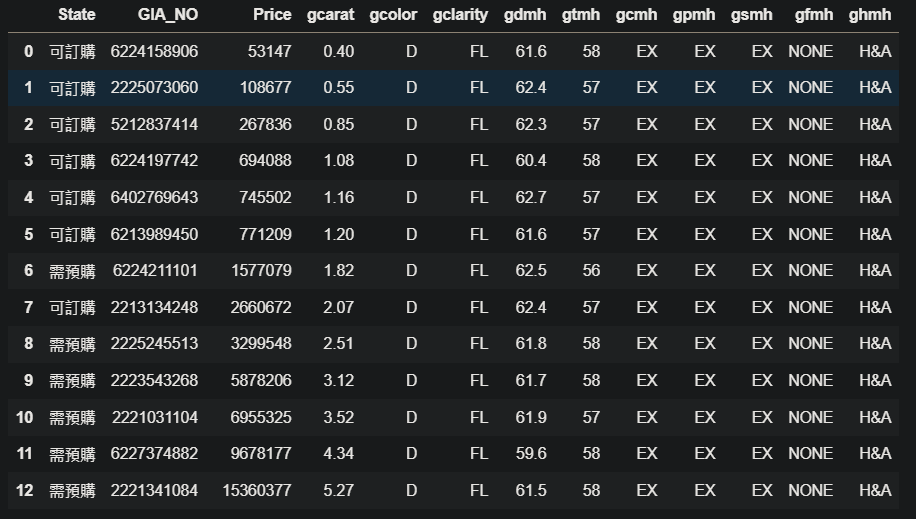 State GIA_NO Price gcarat gcolor gclarity gdmh gtmh gcmh gpmh gsmh gfmh ghmh
0 可訂購 6224158906 53147 0.40 D FL 61.6 58 EX EX EX NONE H&A
1 可訂購 2225073060 108677 0.55 D FL 62.4 57 EX EX EX NONE H&A
2 可訂購 5212837414 267836 0.85 D FL 62.3 57 EX EX EX NONE H&A
3 可訂購 6224197742 694088 1.08 D FL 60.4 58 EX EX EX NONE H&A
4 可訂購 6402769643 745502 1.16 D FL 62.7 57 EX EX EX NONE H&A
5 可訂購 6213989450 771209 1.20 D FL 61.6 57 EX EX EX NONE H&A
6 需預購 6224211101 1577079 1.82 D FL 62.5 56 EX EX EX NONE H&A
7 可訂購 2213134248 2660672 2.07 D FL 62.4 57 EX EX EX NONE H&A
8 需預購 2225245513 3299548 2.51 D FL 61.8 58 EX EX EX NONE H&A
9 需預購 2223543268 5878206 3.12 D FL 61.7 58 EX EX EX NONE H&A
10 需預購 2221031104 6955325 3.52 D FL 61.9 57 EX EX EX NONE H&A
11 需預購 6227374882 9678177 4.34 D FL 59.6 58 EX EX EX NONE H&A
12 需預購 2221341084 15360377 5.27 D FL 61.5 58 EX EX EX NONE H&A